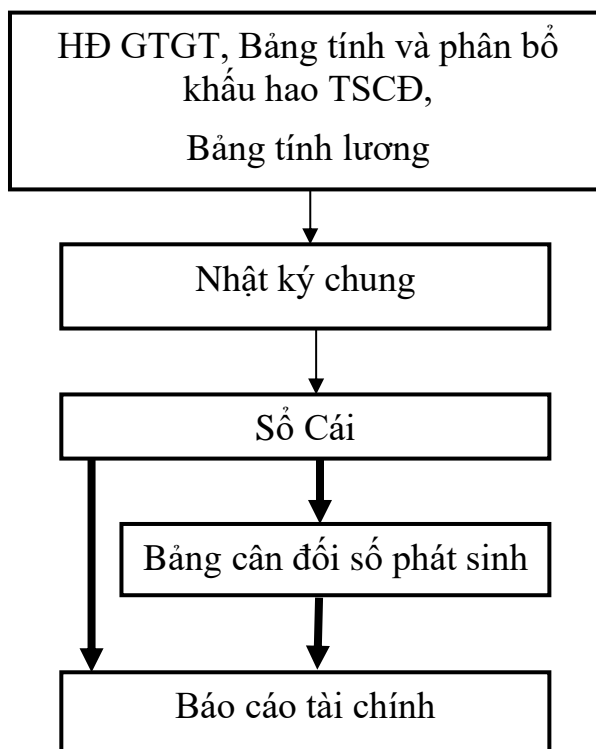 HĐ GTGT, Bảng tính và phân bổ
khấu hao TSCĐ,
Bảng tính lương
Nhật ký chung
Sổ Cái
Bảng cân đối số phát sinh
Báo cáo tài chính